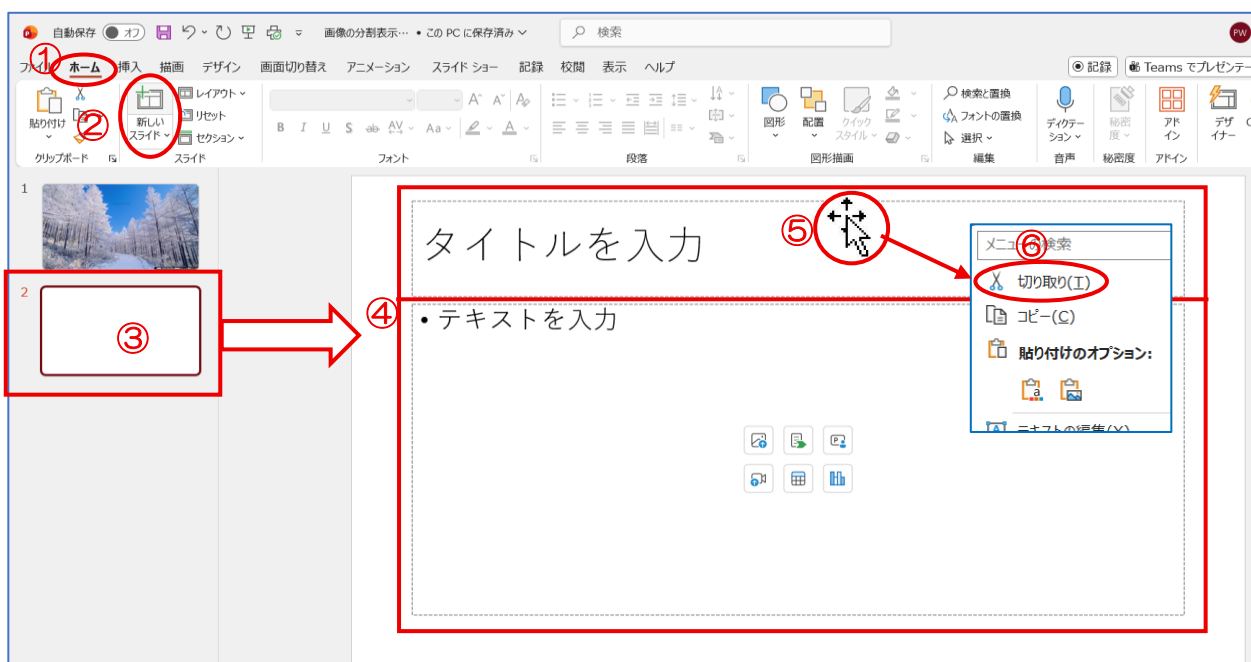 自動保存 オフ 画像の分割表示… • この PC に保存済み 検索 PW
① ファイル ホーム 挿入 描画 デザイン 画面切り替え アニメーション スライド ショー 記録 校閲 表示 ヘルプ 記録 Teams でプレゼンテー
貼り付け ② 新しい スライド レイアウト リセット セクション
B I U S ab AV Aa A A A A
図形 配置 クイック スタイル
検索と置換
フォントの置換
選択
ディクテー ション 秘密 度 アド イン デザ イナー
クリップボード スライド フォント 段落 図形描画 編集 音声 秘密度 アドイン
1
2
③
④
タイトルを入力
⑤
• テキストを入力
メニューの検索
⑥
切り取り(T)
コピー(C)
貼り付けのオプション:
a
テキストの編集(X)